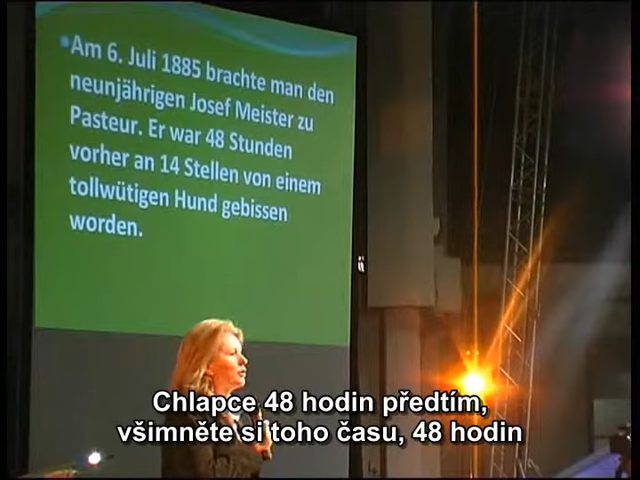 Am 6. Juli 1885 brachte man den
neunjährigen Josef Meister zu
Pasteur. Er war 48 Stunden
vorher an 14 Stellen von einem
tollwütigen Hund gebissen
worden.
Chlapce 48 hodin předtím,
všimněte si toho času, 48 hodin